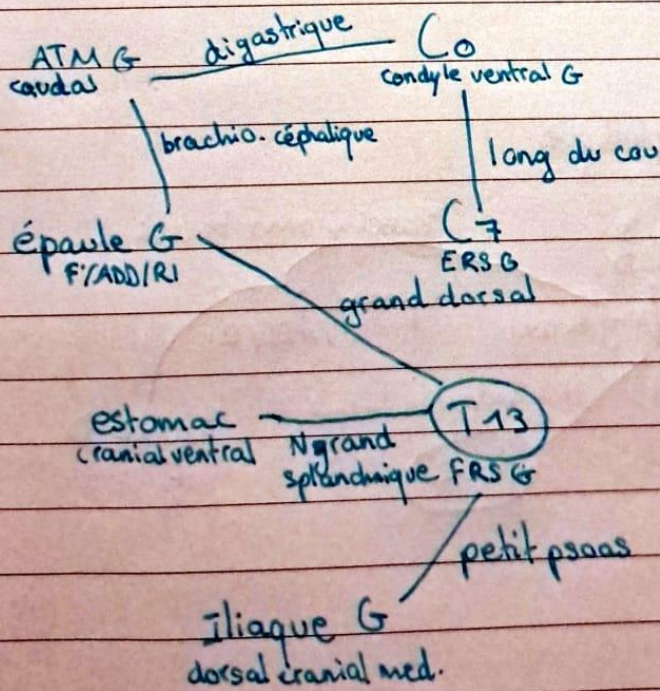 ATM G digastrique C0
caudal condyle ventral G
brachio-céphalique long du cou
épaule G C7
F°/ADD/RI ERS G
grand dorsal
estomac T13
cranial ventral N grand
splanchnique FRS G
petit psoas
Iliaque G
dorsal cranial med.